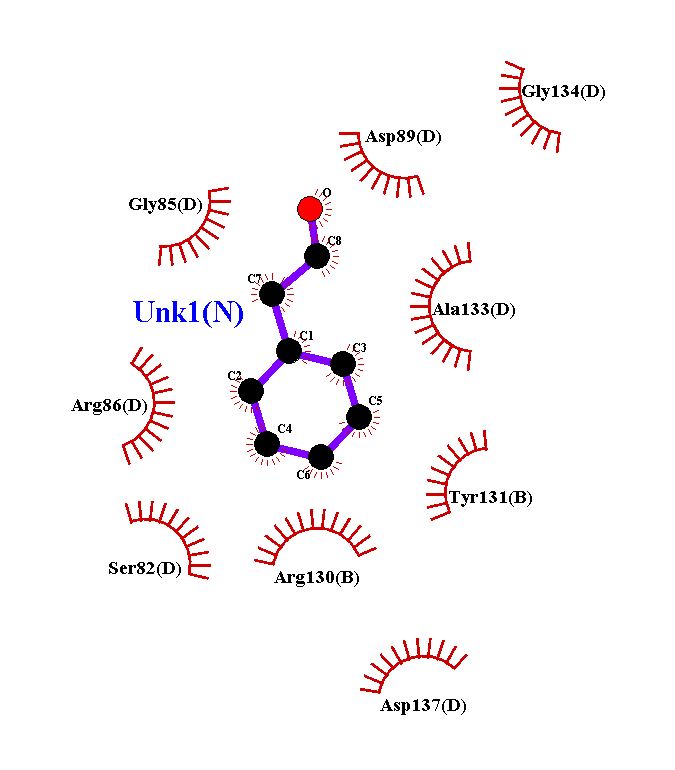 Gly134(D)
Asp89(D)
O
Gly85(D)
C8
C7
Unk1(N)
Ala133(D)
C1
C3
C2
Arg86(D)
C5
C4
C6
Tyr131(B)
Ser82(D)
Arg130(B)
Asp137(D)